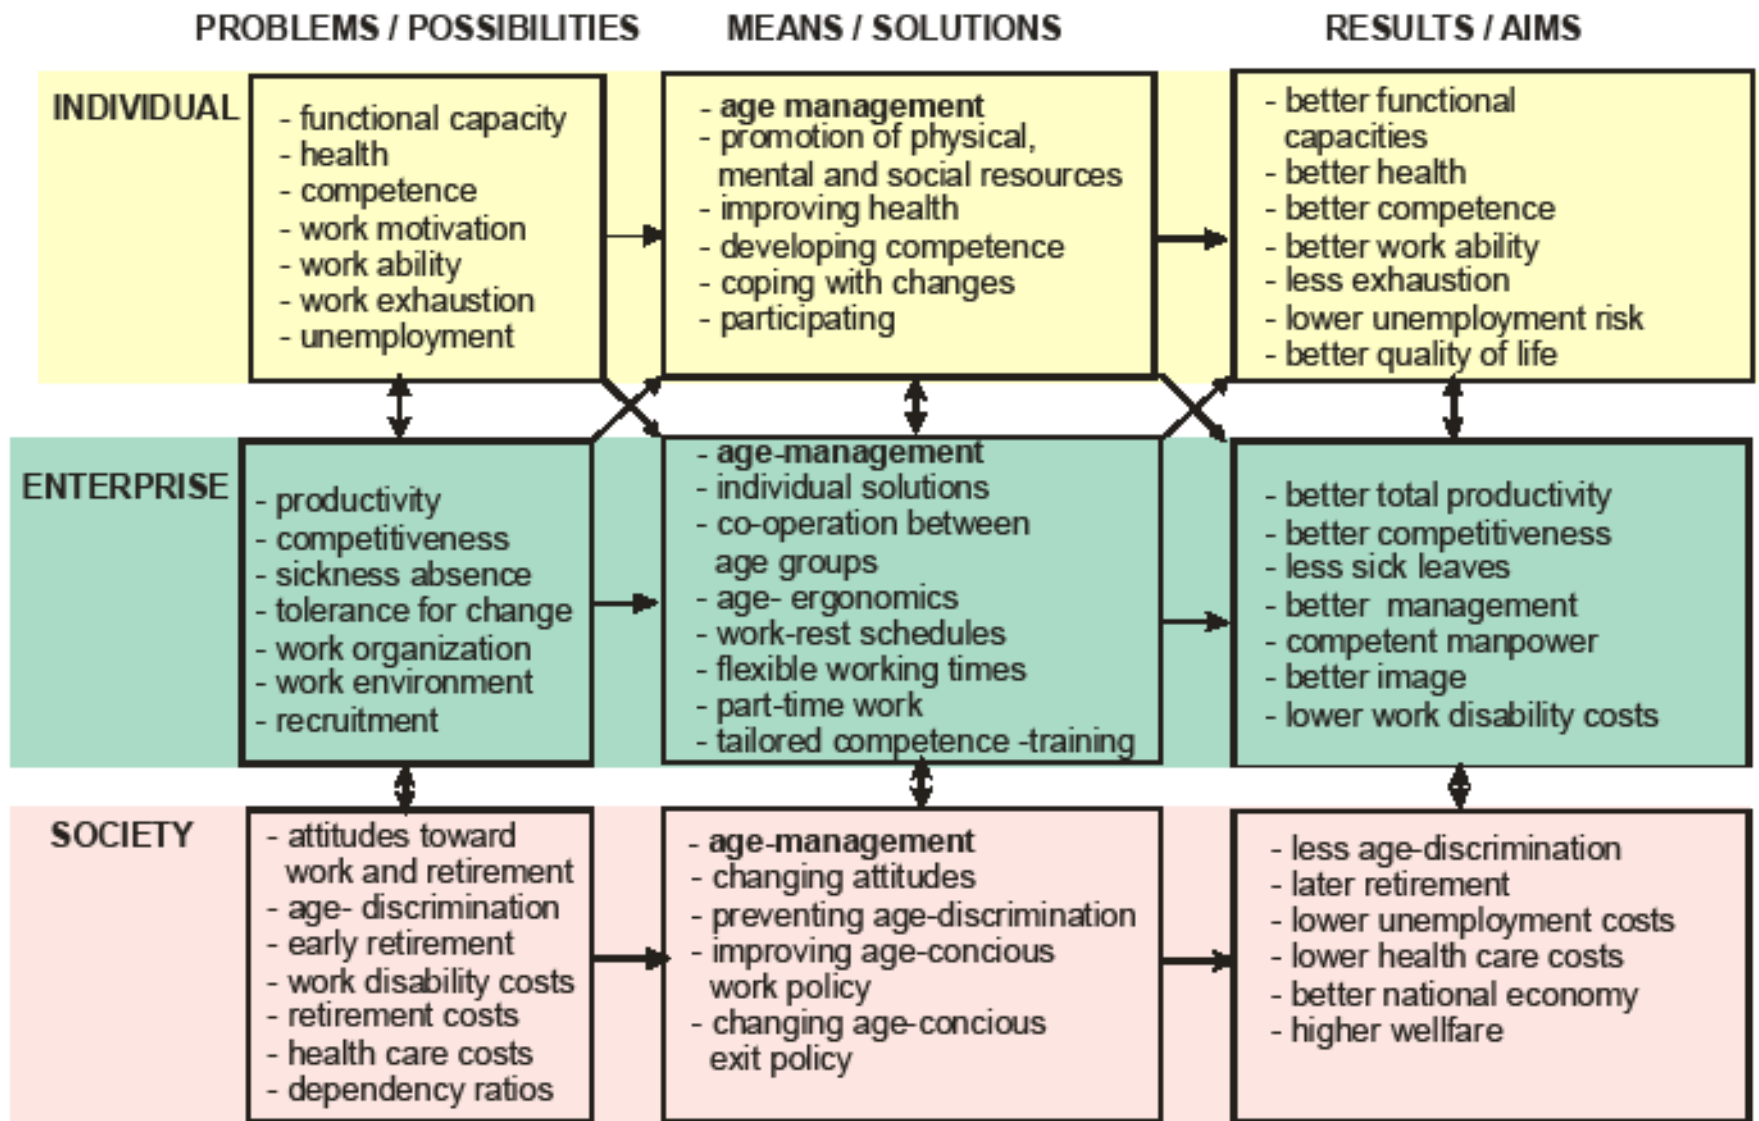 PROBLEMS / POSSIBILITIES
MEANS / SOLUTIONS
RESULTS / AIMS
INDIVIDUAL
- functional capacity
- health
- competence
- work motivation
- work ability
- work exhaustion
- unemployment
- age management
- promotion of physical,
mental and social resources
- improving health
- developing competence
- coping with changes
- participating
- better functional
capacities
- better health
- better competence
- better work ability
- less exhaustion
- lower unemployment risk
- better quality of life
ENTERPRISE
- productivity
- competitiveness
- sickness absence
- tolerance for change
- work organization
- work environment
- recruitment
- age-management
- individual solutions
- co-operation between
age groups
- age- ergonomics
- work-rest schedules
- flexible working times
- part-time work
- tailored competence -training
- better total productivity
- better competitiveness
- less sick leaves
- better management
- competent manpower
- better image
- lower work disability costs
SOCIETY
- attitudes toward
work and retirement
- age- discrimination
- early retirement
- work disability costs
- retirement costs
- health care costs
- dependency ratios
- age-management
- changing attitudes
- preventing age-discrimination
- improving age-concious
work policy
- changing age-concious
exit policy
- less age-discrimination
- later retirement
- lower unemployment costs
- lower health care costs
- better national economy
- higher wellfare